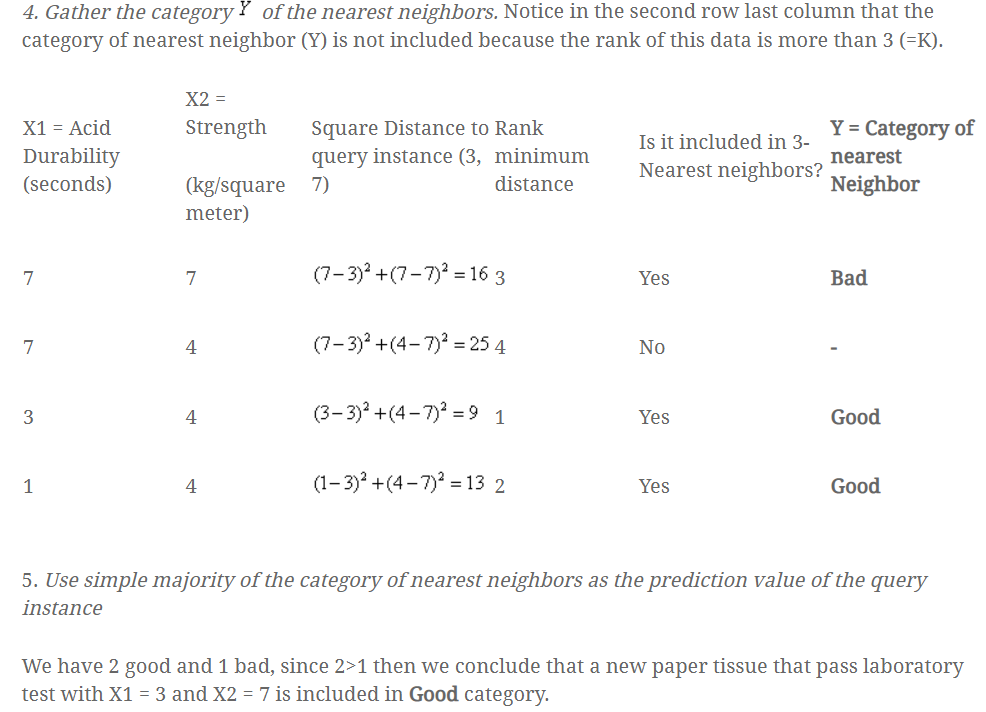 4. Gather the category Y of the nearest neighbors. Notice in the second row last column that the
category of nearest neighbor (Y) is not included because the rank of this data is more than 3 (=K).
X1 = Acid
Durability
(seconds)
X2 =
Strength
(kg/square
meter)
Square Distance to
query instance (3,
7)
Rank
minimum
distance
Is it included in 3-
Nearest neighbors?
Y = Category of
nearest
Neighbor
7 7 (7−3)² +(7−7)² = 16 3 Yes Bad
7 4 (7−3)² +(4−7)² = 25 4 No -
3 4 (3−3)² +(4−7)² = 9 1 Yes Good
1 4 (1−3)² +(4−7)² = 13 2 Yes Good
5. Use simple majority of the category of nearest neighbors as the prediction value of the query
instance
We have 2 good and 1 bad, since 2>1 then we conclude that a new paper tissue that pass laboratory
test with X1 = 3 and X2 = 7 is included in Good category.